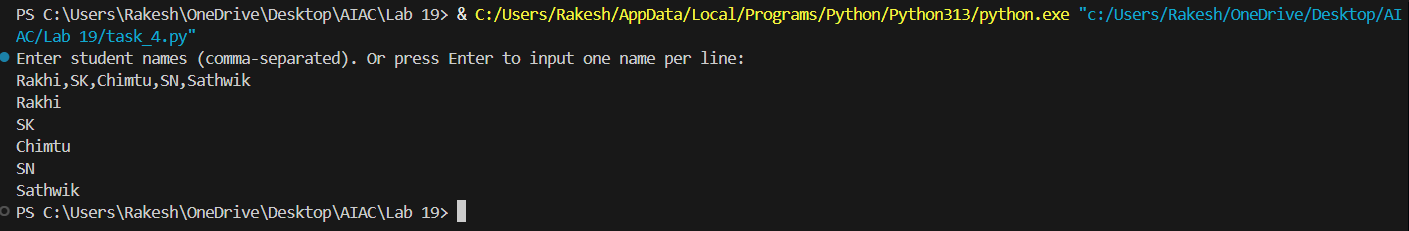 PS C:\Users\Rakesh\OneDrive\Desktop\AIAC\Lab 19> & C:/Users/Rakesh/AppData/Local/Programs/Python/Python313/python.exe "c:/Users/Rakesh/OneDrive/Desktop/AI
AC/Lab 19/task_4.py"
Enter student names (comma-separated). Or press Enter to input one name per line:
Rakhi,SK,Chimtu,SN,Sathwik
Rakhi
SK
Chimtu
SN
Sathwik
PS C:\Users\Rakesh\OneDrive\Desktop\AIAC\Lab 19>